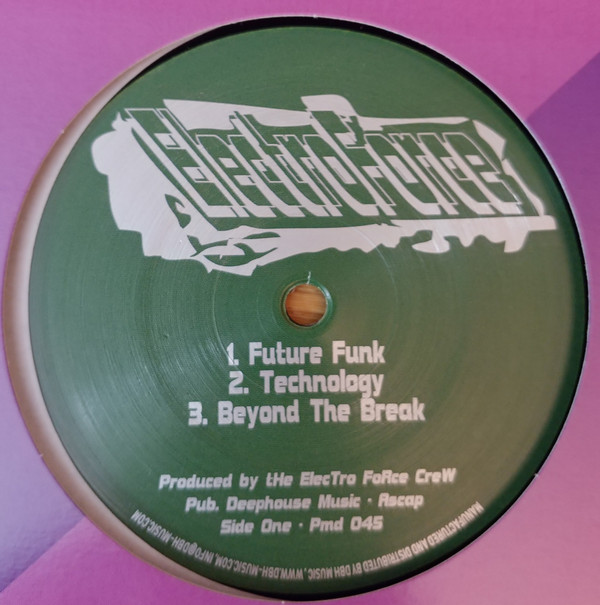 ElectroForce
1. Future Funk
2. Technology
3. Beyond The Break
Produced by tHe ElecTro FoRce CreW
Pub. Deephouse Music · Ascap
Side One · Pmd 045
MANUFACTURED AND DISTRIBUTED BY DBH MUSIC. WWW.DBH-MUSIC.COM, INFO@DBH-MUSIC.COM